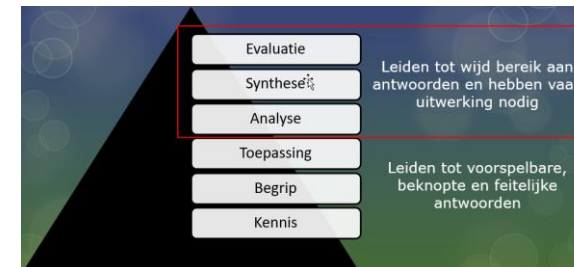 Evaluatie
Synthese
Analyse
Toepassing
Begrip
Kennis
Leiden tot wijd bereik aan
antwoorden en hebben vaa
uitwerking nodig
Leiden tot voorspelbare,
beknopte en feitelijke
antwoorden